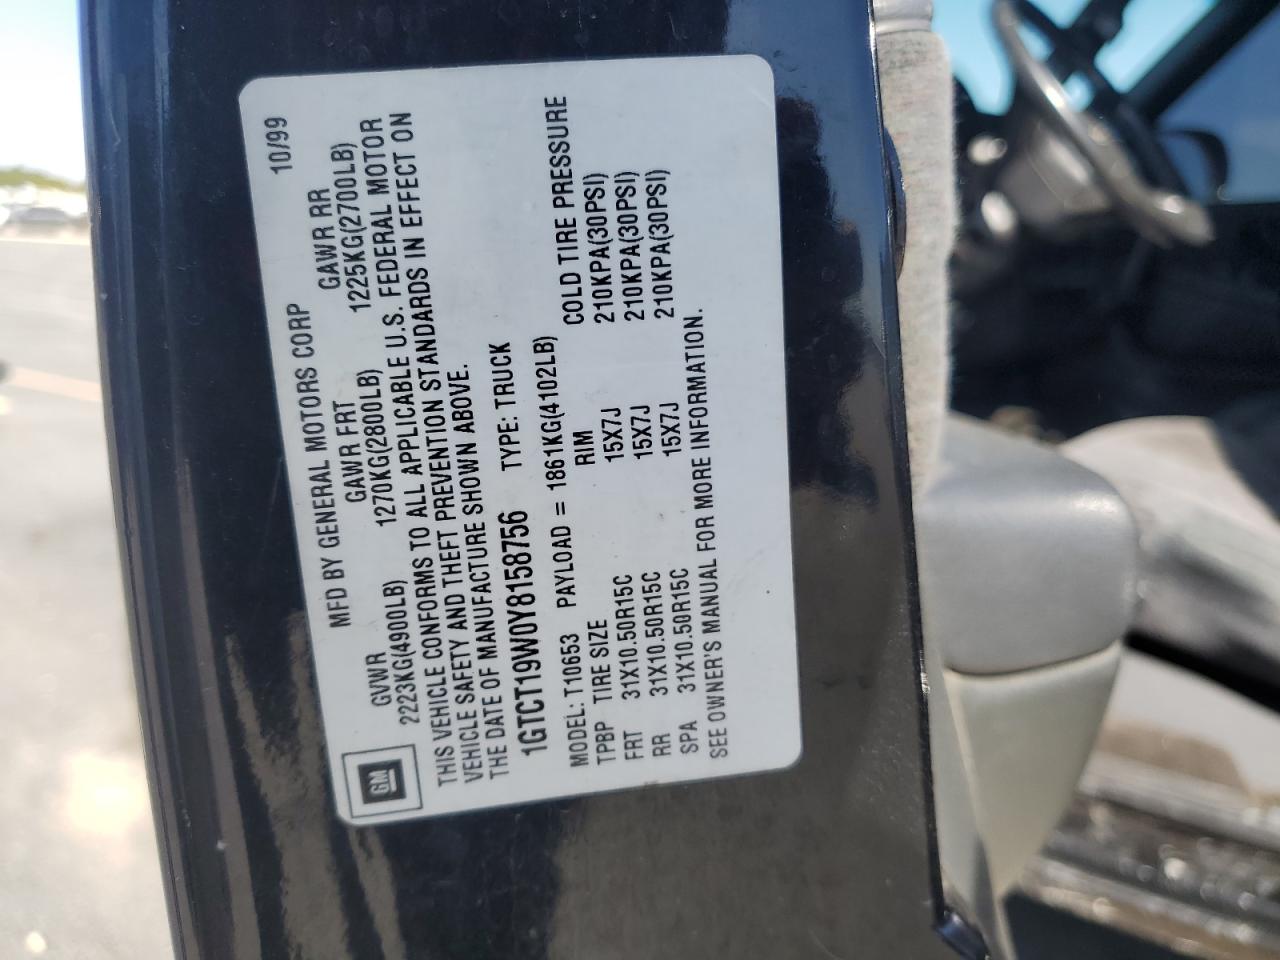 MFD BY GENERAL MOTORS CORP 10/99
GM
GVWR GAWR FRT GAWR RR
2223KG(4900LB) 1270KG(2800LB) 1225KG(2700LB)
THIS VEHICLE CONFORMS TO ALL APPLICABLE U.S. FEDERAL MOTOR
VEHICLE SAFETY AND THEFT PREVENTION STANDARDS IN EFFECT ON
THE DATE OF MANUFACTURE SHOWN ABOVE.
1GTCT19W0Y8158756 TYPE: TRUCK
MODEL: T10653 PAYLOAD = 1861KG(4102LB)
TPBP TIRE SIZE RIM COLD TIRE PRESSURE
FRT 31X10.50R15C 15X7J 210KPA(30PSI)
RR 31X10.50R15C 15X7J 210KPA(30PSI)
SPA 31X10.50R15C 15X7J 210KPA(30PSI)
SEE OWNER'S MANUAL FOR MORE INFORMATION.